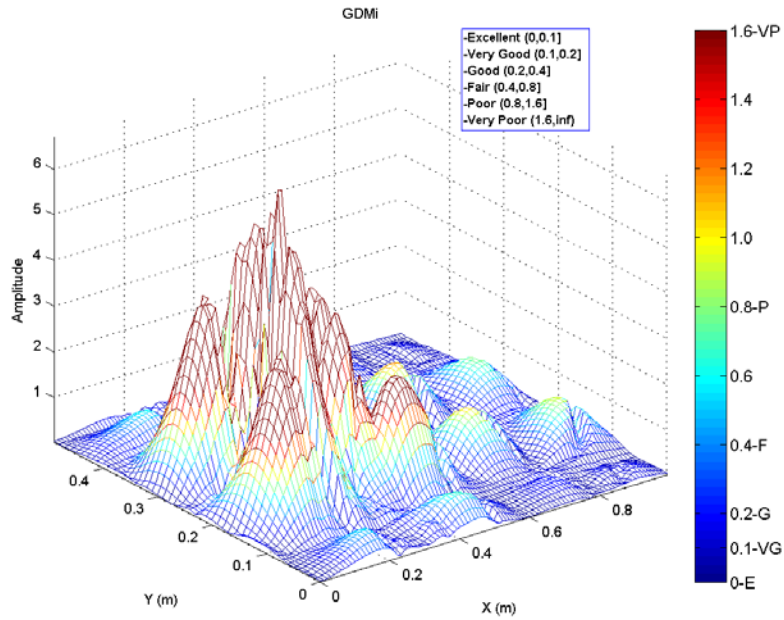 GDMi
-Excellent (0,0.1]
-Very Good (0.1,0.2]
-Good (0.2,0.4]
-Fair (0.4,0.8]
-Poor (0.8,1.6]
-Very Poor (1.6,inf)
1.6-VP
1.4
1.2
1.0
0.8-P
0.6
0.4-F
0.2-G
0.1-VG
0-E
Amplitude
6
5
4
3
2
1
0.4
0.3
0.2
0.1
0
Y (m)
0
0.2
0.4
0.6
0.8
X (m)